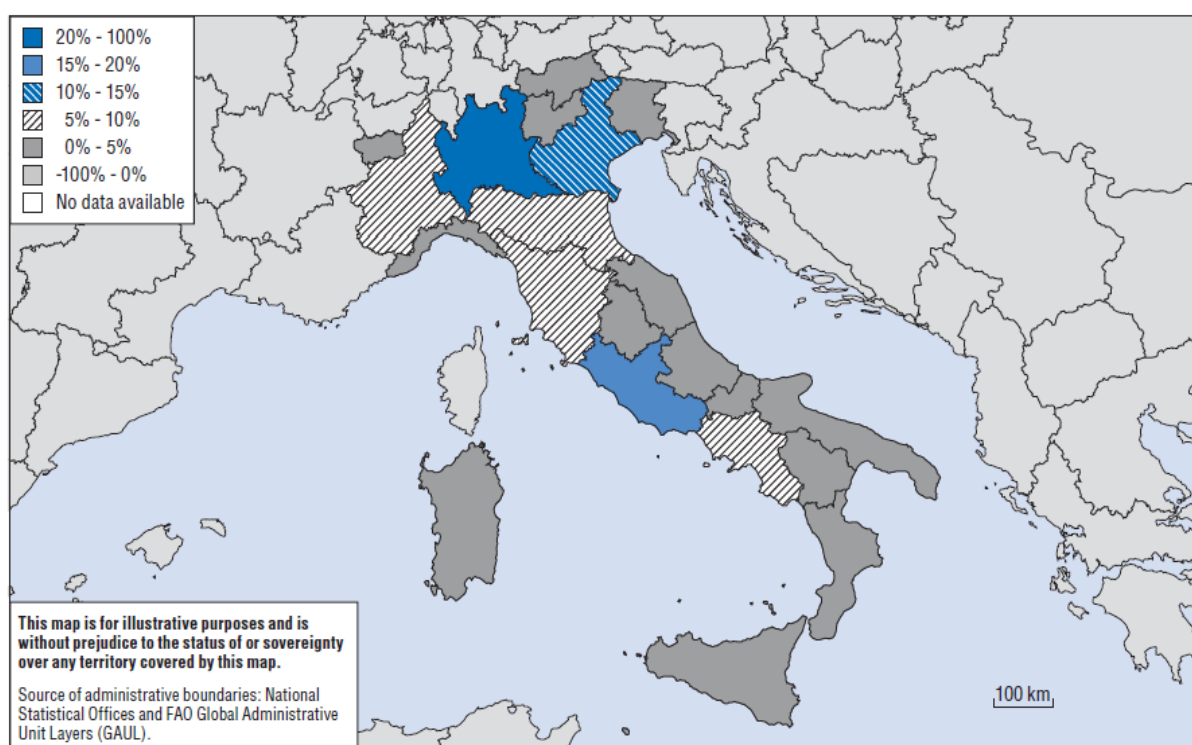 20% - 100%
15% - 20%
10% - 15%
5% - 10%
0% - 5%
-100% - 0%
No data available
This map is for illustrative purposes and is
without prejudice to the status of or sovereignty
over any territory covered by this map.
Source of administrative boundaries: National
Statistical Offices and FAO Global Administrative
Unit Layers (GAUL).
100 km